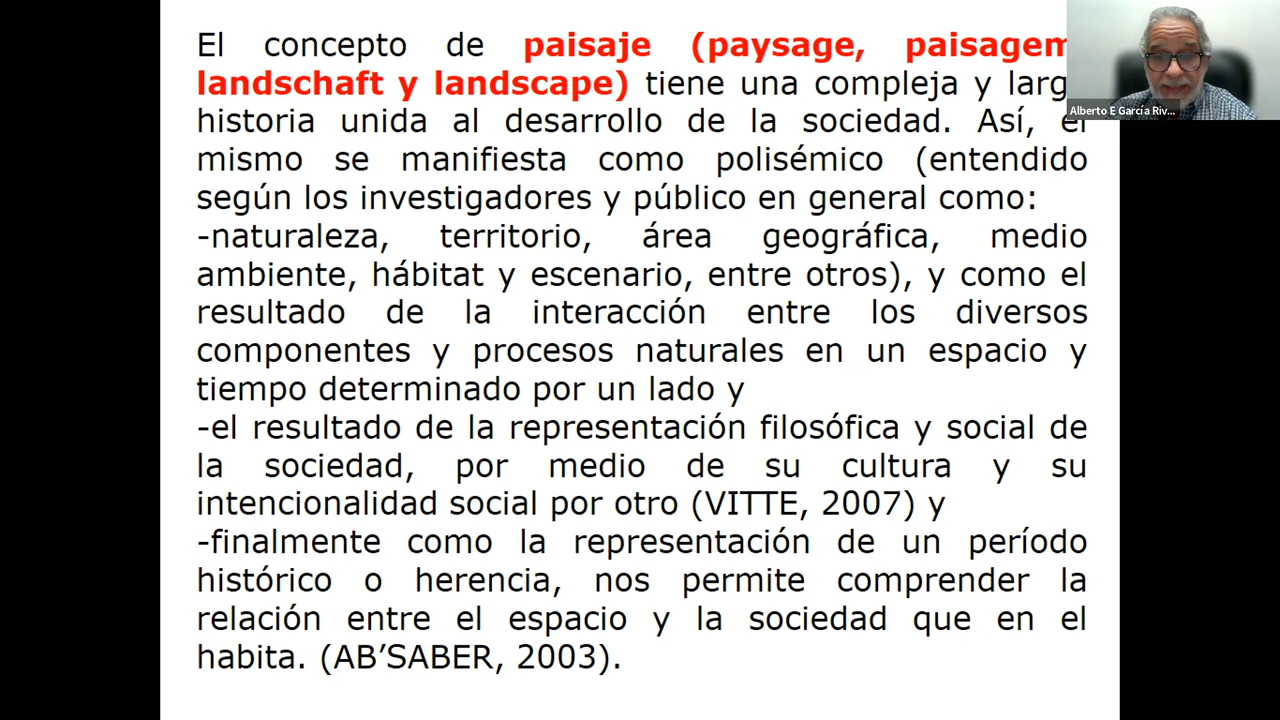 El concepto de paisaje (paysage, paisagem
landschaft y landscape) tiene una compleja y larg
historia unida al desarrollo de la sociedad. Así, el
mismo se manifiesta como polisémico (entendido
según los investigadores y público en general como:
-naturaleza, territorio, área geográfica, medio
ambiente, hábitat y escenario, entre otros), y como el
resultado de la interacción entre los diversos
componentes y procesos naturales en un espacio y
tiempo determinado por un lado y
-el resultado de la representación filosófica y social de
la sociedad, por medio de su cultura y su
intencionalidad social por otro (VITTE, 2007) y
-finalmente como la representación de un período
histórico o herencia, nos permite comprender la
relación entre el espacio y la sociedad que en el
habita. (AB’SABER, 2003).
Alberto E García Riv...